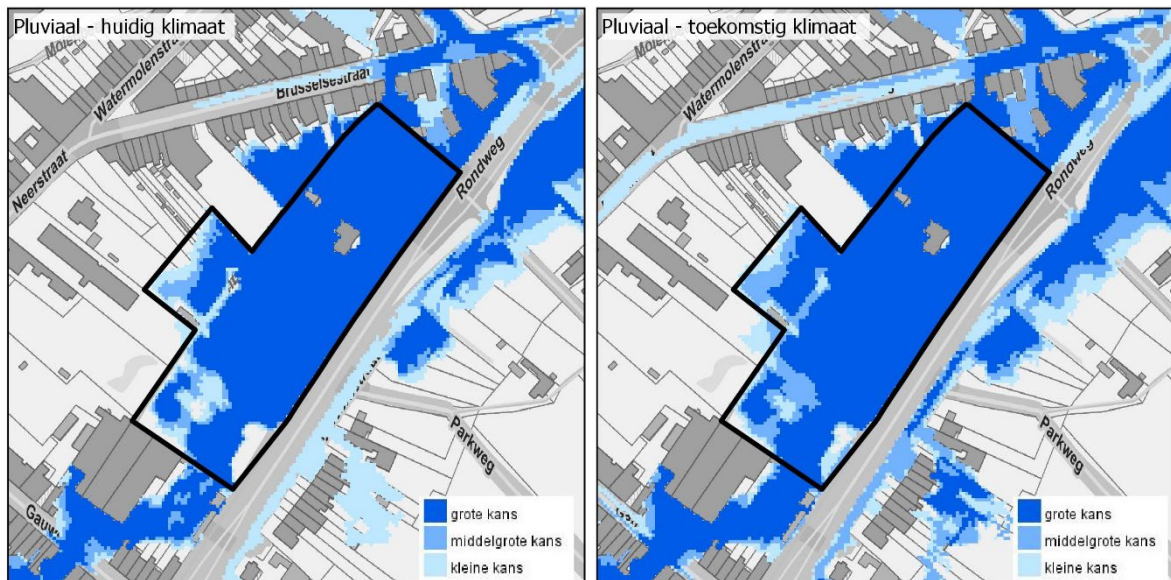 Pluviaal - huidig klimaat
Watermolenstraat
Brusselsestraat
Neerstraat
Rondweg
Parkweg
grote kans
middelgrote kans
kleine kans
Pluviaal - toekomstig klimaat
Watermolenstraat
Neerstraat
Rondweg
Parkweg
grote kans
middelgrote kans
kleine kans